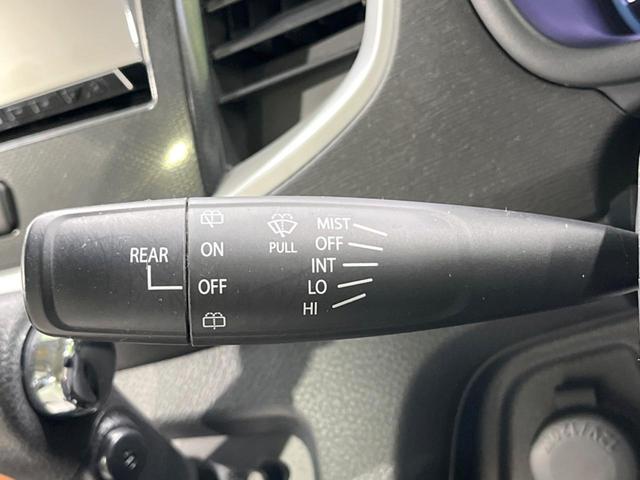 REAR
ON
OFF
PULL
MIST
OFF
INT
LO
HI